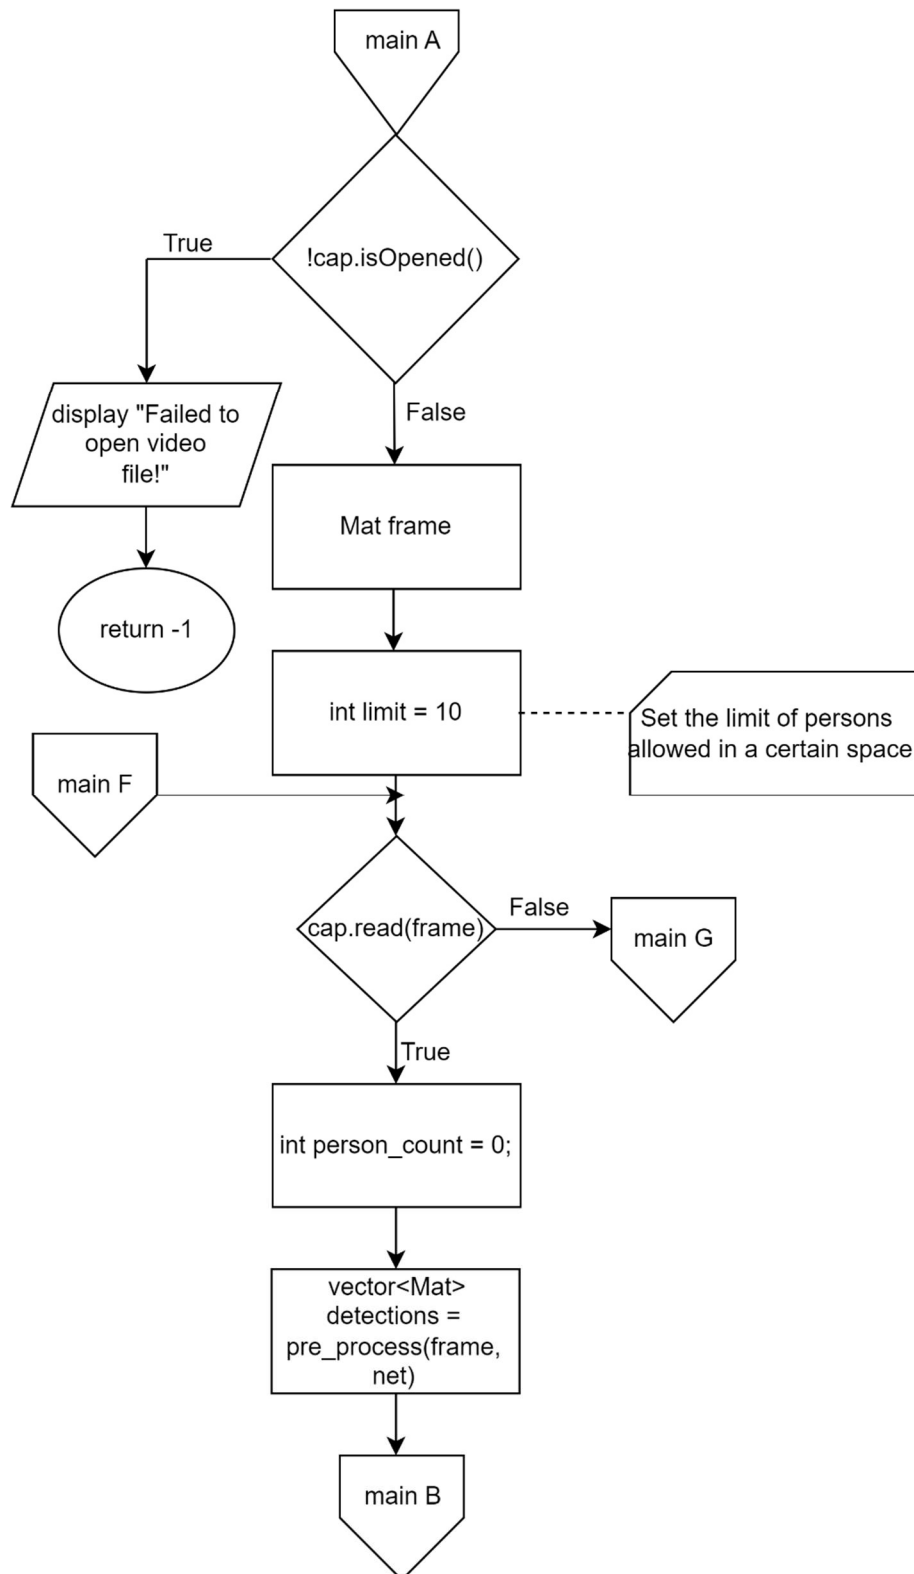 main A
!cap.isOpened()
True
False
display "Failed to
open video
file!"
Mat frame
return -1
int limit = 10
Set the limit of persons
allowed in a certain space
main F
cap.read(frame)
False
main G
True
int person_count = 0;
vector<Mat>
detections =
pre_process(frame,
net)
main B